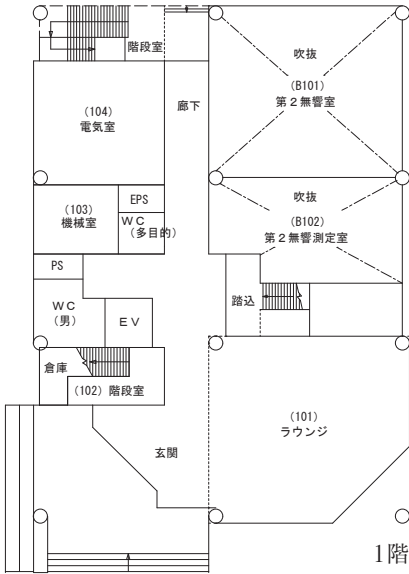 階段室
吹抜
(B101)
第２無響室
(104)
電気室
廊下
EPS
(103)
機械室
ＷＣ
(多目的)
吹抜
(B102)
第２無響測定室
PS
ＷＣ
(男)
ＥＶ
踏込
倉庫
(102) 階段室
(101)
ラウンジ
玄関
1階